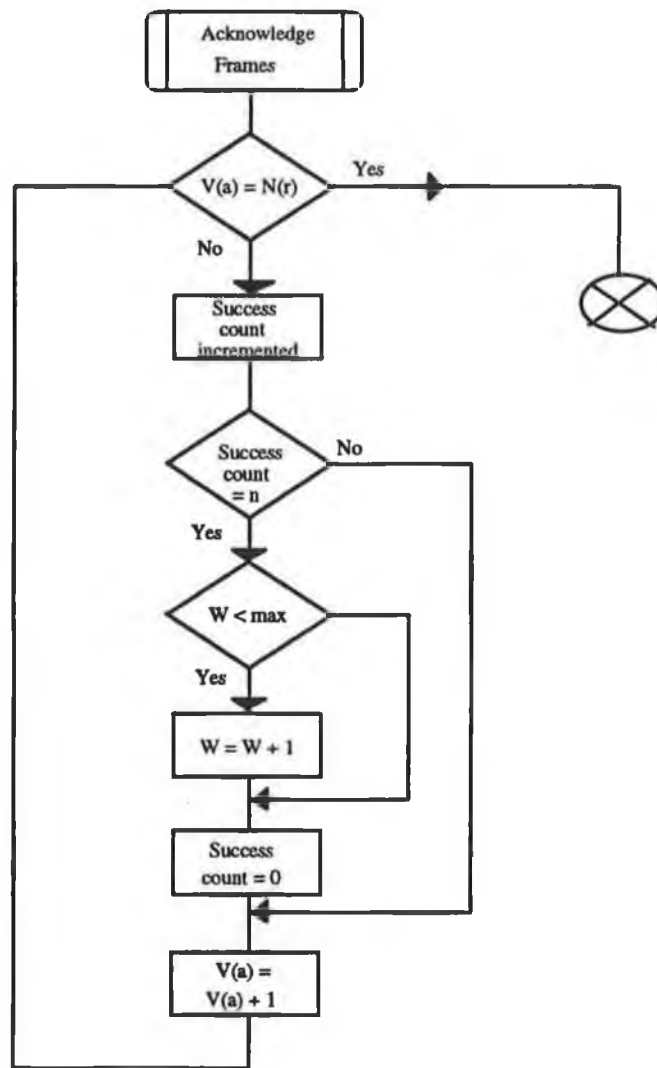 Acknowledge
Frames
V(a) = N(r)
Yes
No
Success
count
incremented
Success
count
= n
No
Yes
W < max
Yes
W = W + 1
Success
count = 0
V(a) =
V(a) + 1